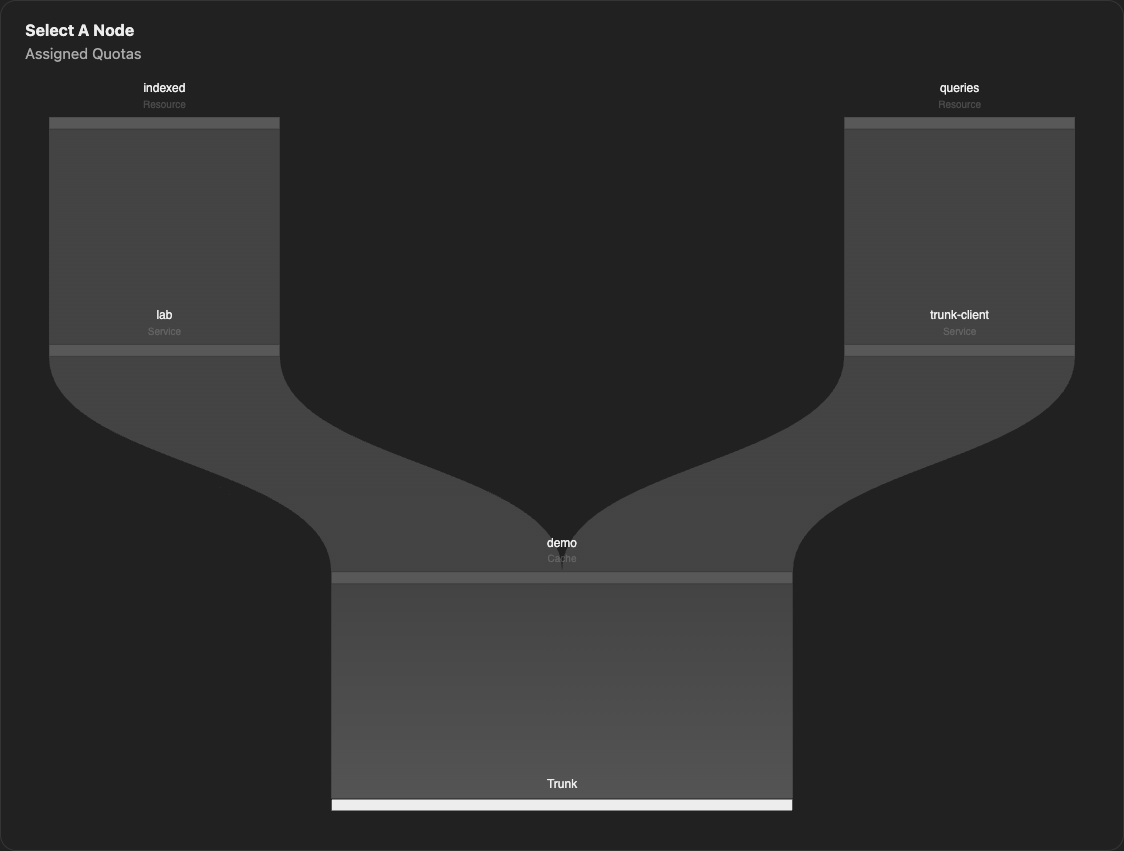 Select A Node
Assigned Quotas
indexed
Resource
queries
Resource
lab
Service
trunk-client
Service
demo
Cache
Trunk